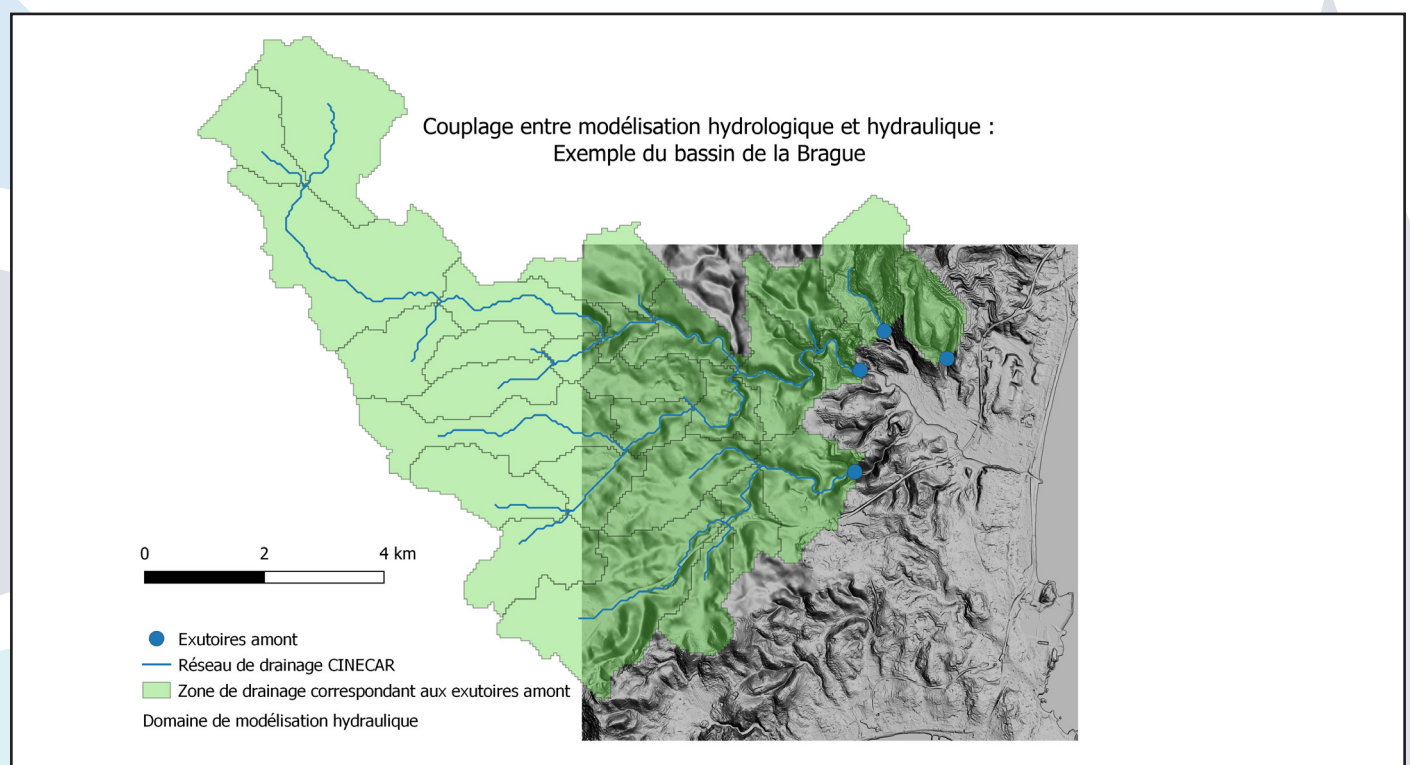 Couplage entre modélisation hydrologique et hydraulique :
Exemple du bassin de la Brague
0 2 4 km
Exutoires amont
Réseau de drainage CINECAR
Zone de drainage correspondant aux exutoires amont
Domaine de modélisation hydraulique